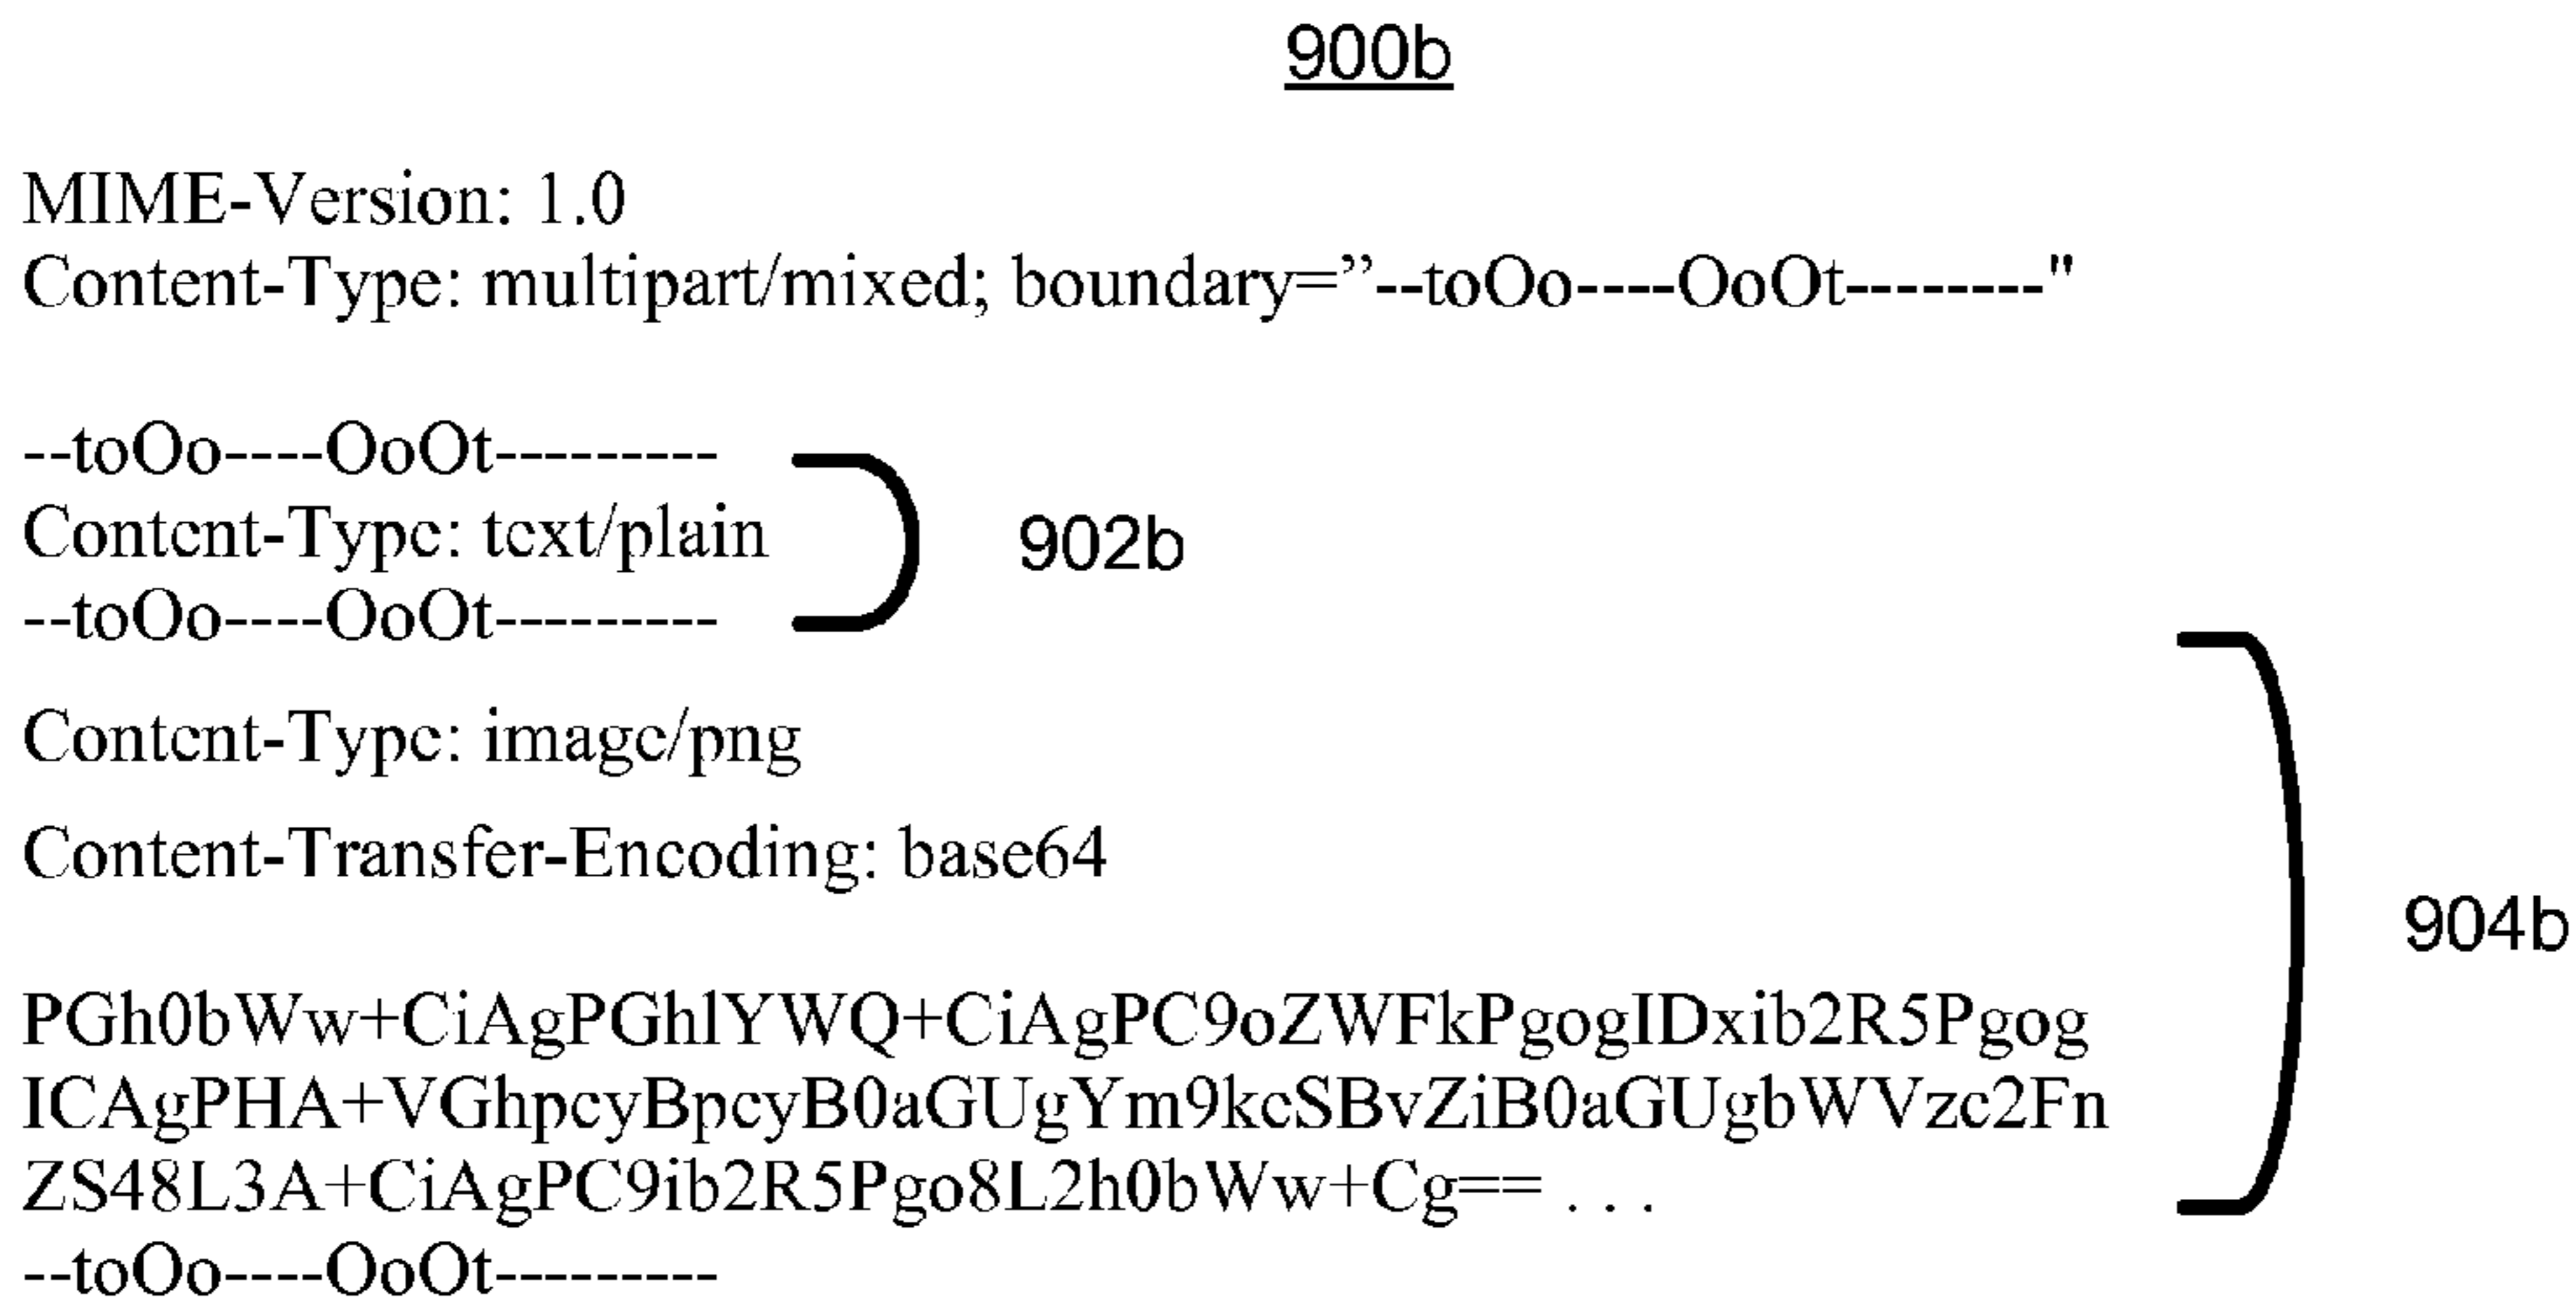 900b
MIME-Version: 1.0
Content-Type: multipart/mixed; boundary=”--toOo----OoOt--------"
--toOo----OoOt---------
Content-Type: text/plain
902b
--toOo----OoOt---------
Content-Type: image/png
Content-Transfer-Encoding: base64
904b
PGh0bWw+CiAgPGhlYWQ+CiAgPC9oZWFkPgogIDxib2R5Pgog
ICAgPHA+VGhpcyBpcyB0aGUgYm9keSBvZiB0aGUgbWVzc2Fn
ZS48L3A+CiAgPC9ib2R5Pgo8L2h0bWw+Cg== . . .
--toOo----OoOt---------